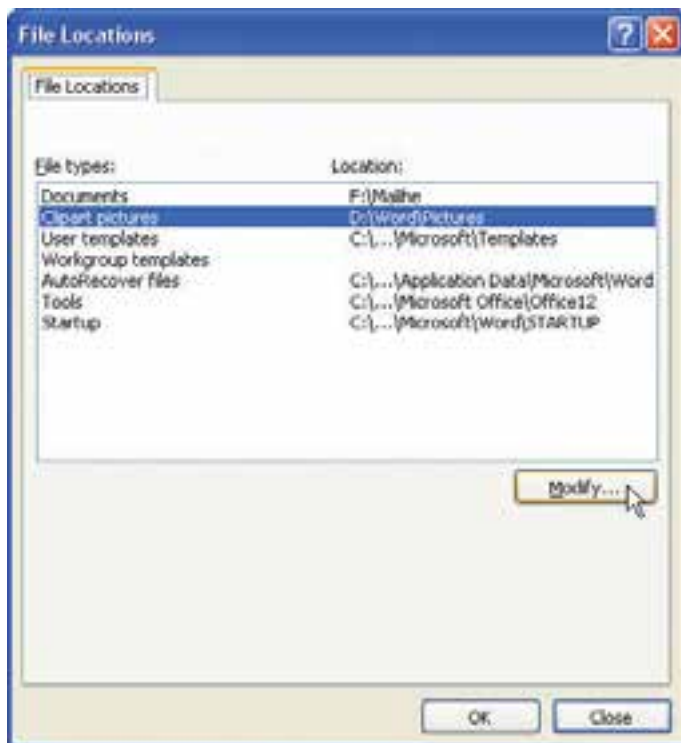 File Locations
File Locations
File types: Location:
Documents F:\Mailhe
Clipart pictures D:\Word\Pictures
User templates C:\,...\Microsoft\Templates
Workgroup templates
AutoRecover files C:\,...\Application Data\Microsoft\Word
Tools C:\,...\Microsoft Office\Office12
Startup C:\,...\Microsoft\Word\STARTUP
Modify...
OK Close